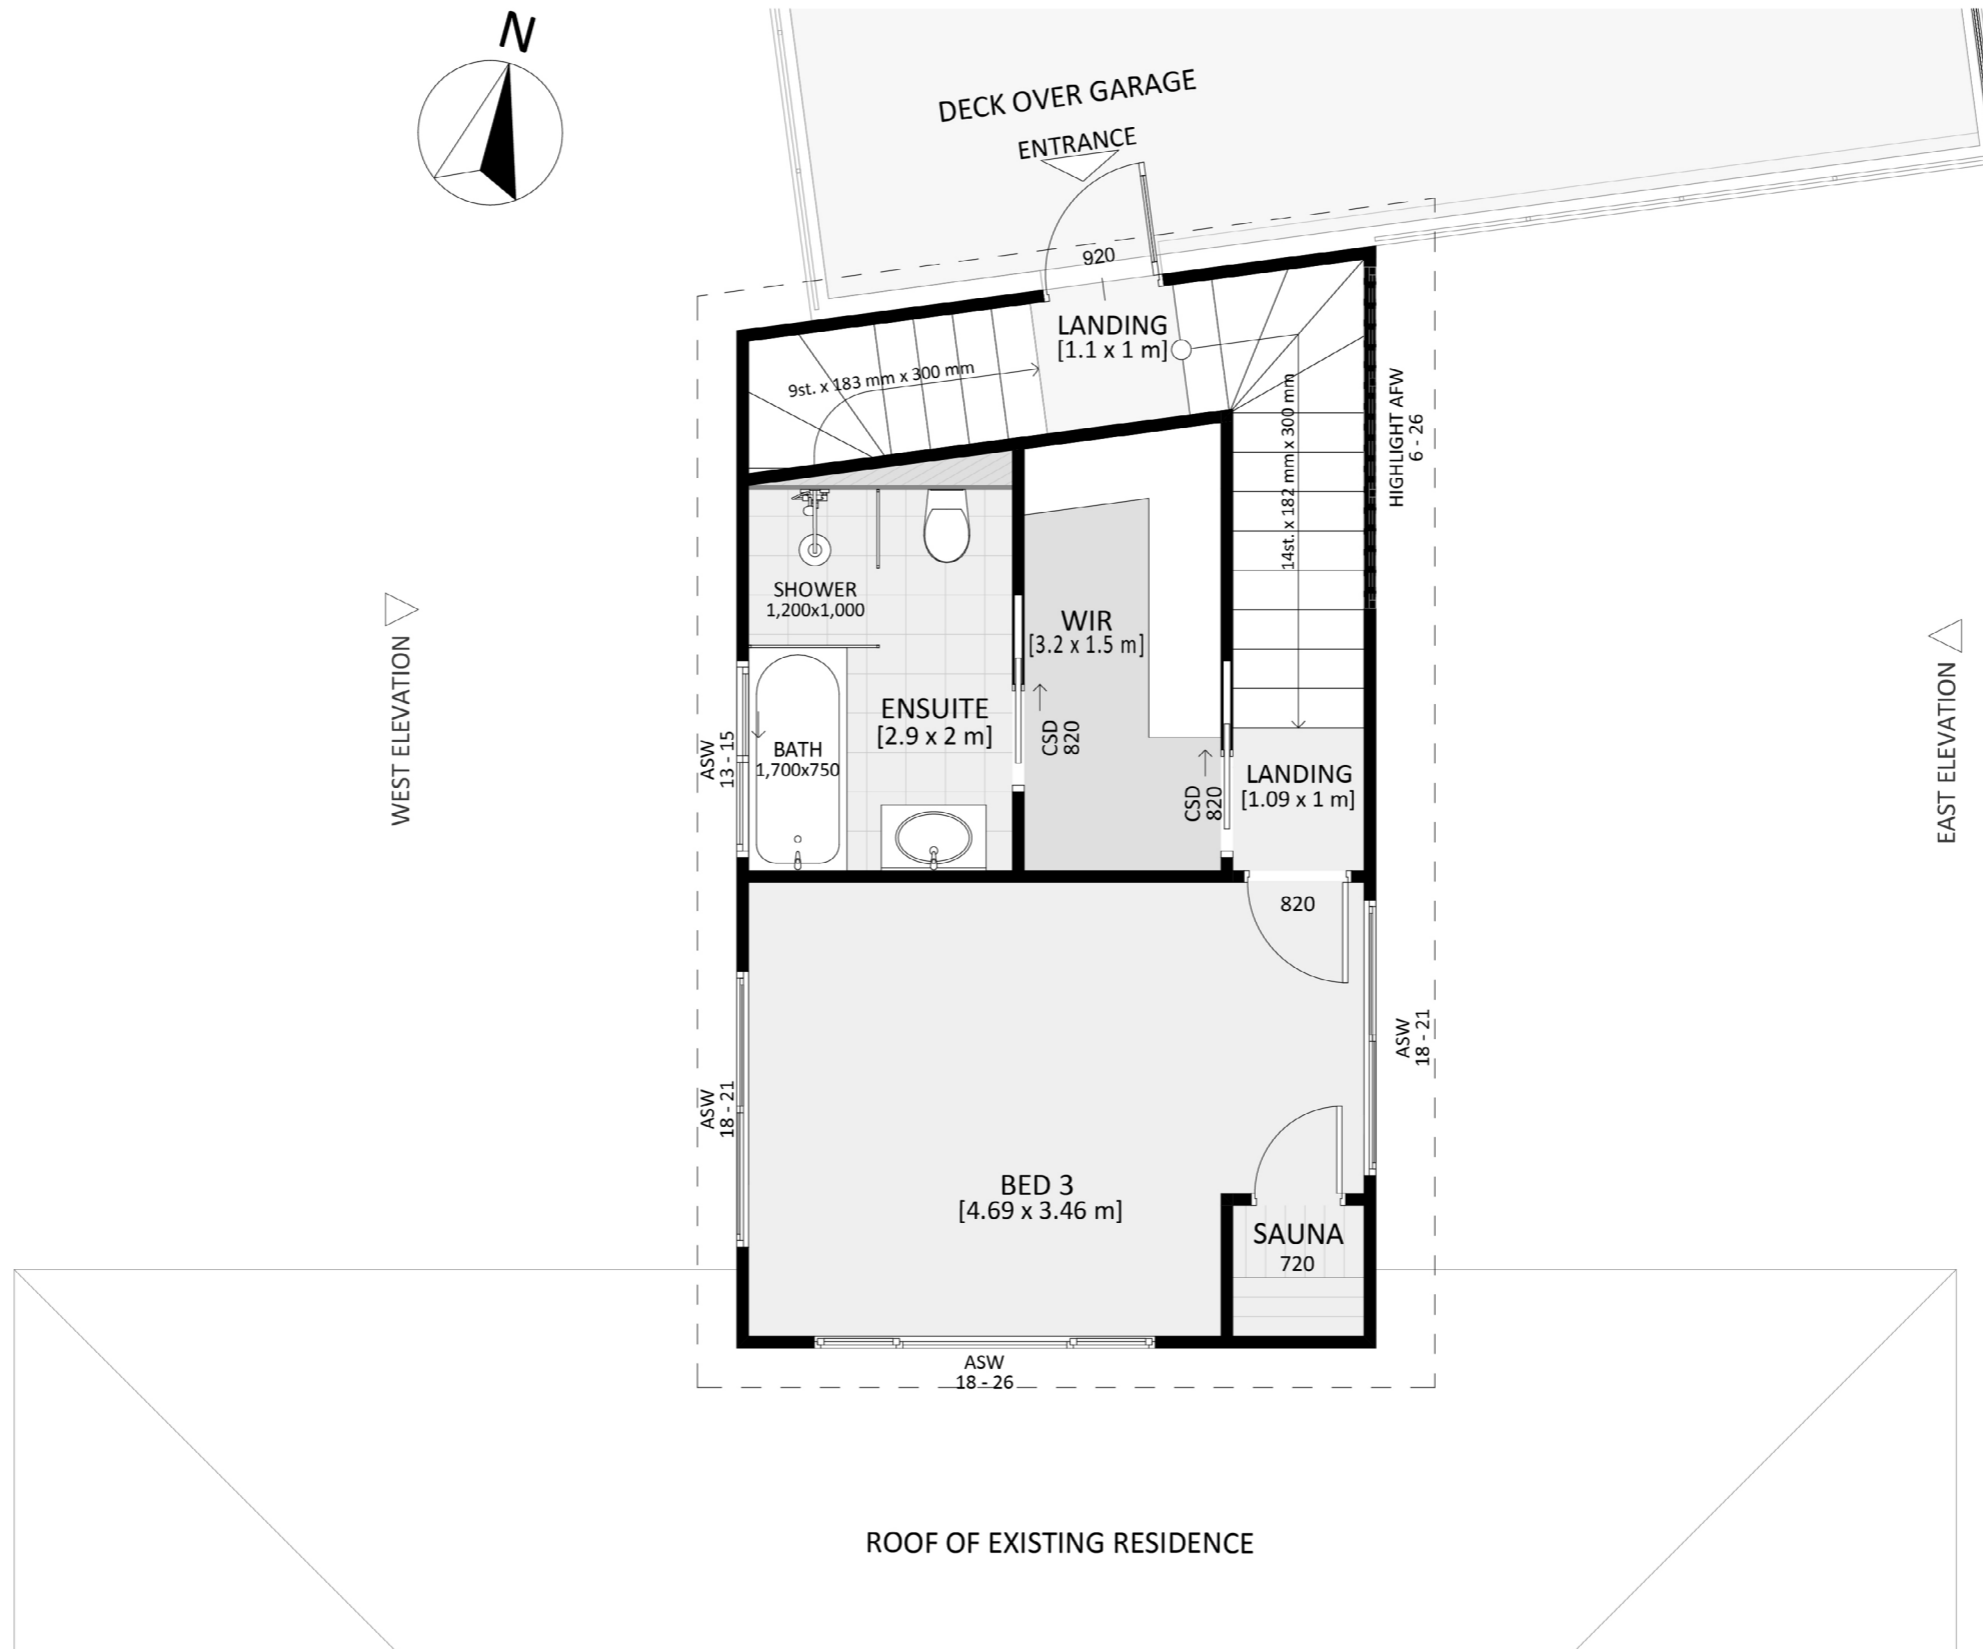 N
DECK OVER GARAGE
ENTRANCE
920
LANDING
[1.1 x 1 m]
9st. x 183 mm x 300 mm
14st. x 182 mm x 300 mm
HIGHLIGHT AFW
6 - 26
SHOWER
1,200x1,000
WIR
[3.2 x 1.5 m]
WEST ELEVATION
EAST ELEVATION
ENSUITE
[2.9 x 2 m]
CSD
820
ASW
13 - 15
BATH
1,700x750
CSD
820
LANDING
[1.09 x 1 m]
820
ASW
18 - 21
ASW
18 - 21
BED 3
[4.69 x 3.46 m]
SAUNA
720
ASW
18 - 26
ROOF OF EXISTING RESIDENCE